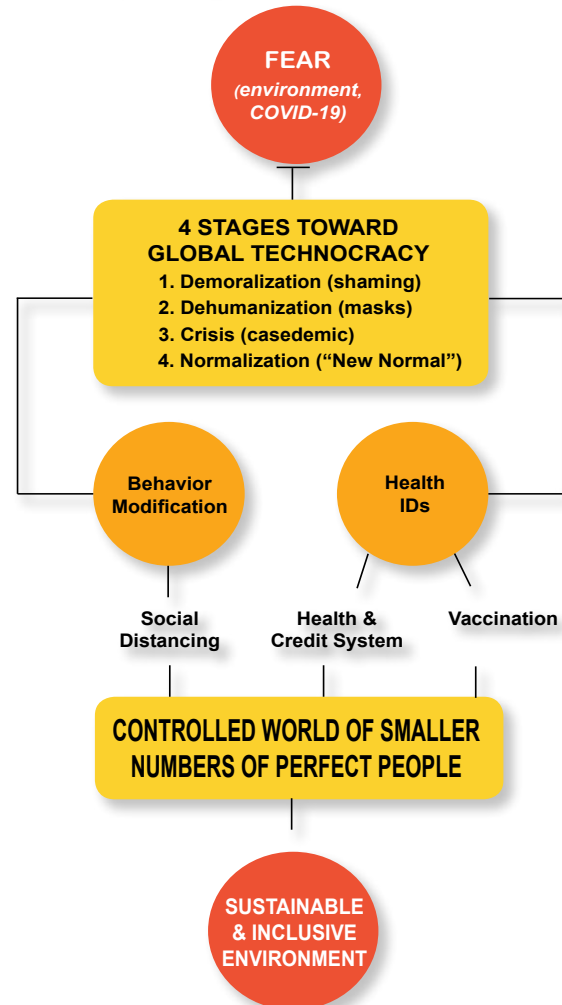 FEAR
(environment,
COVID-19)
4 STAGES TOWARD
GLOBAL TECHNOCRACY
1. Demoralization (shaming)
2. Dehumanization (masks)
3. Crisis (casedemic)
4. Normalization (“New Normal”)
Behavior
Modification
Health
IDs
Social
Distancing
Health &
Credit System
Vaccination
CONTROLLED WORLD OF SMALLER
NUMBERS OF PERFECT PEOPLE
SUSTAINABLE
& INCLUSIVE
ENVIRONMENT